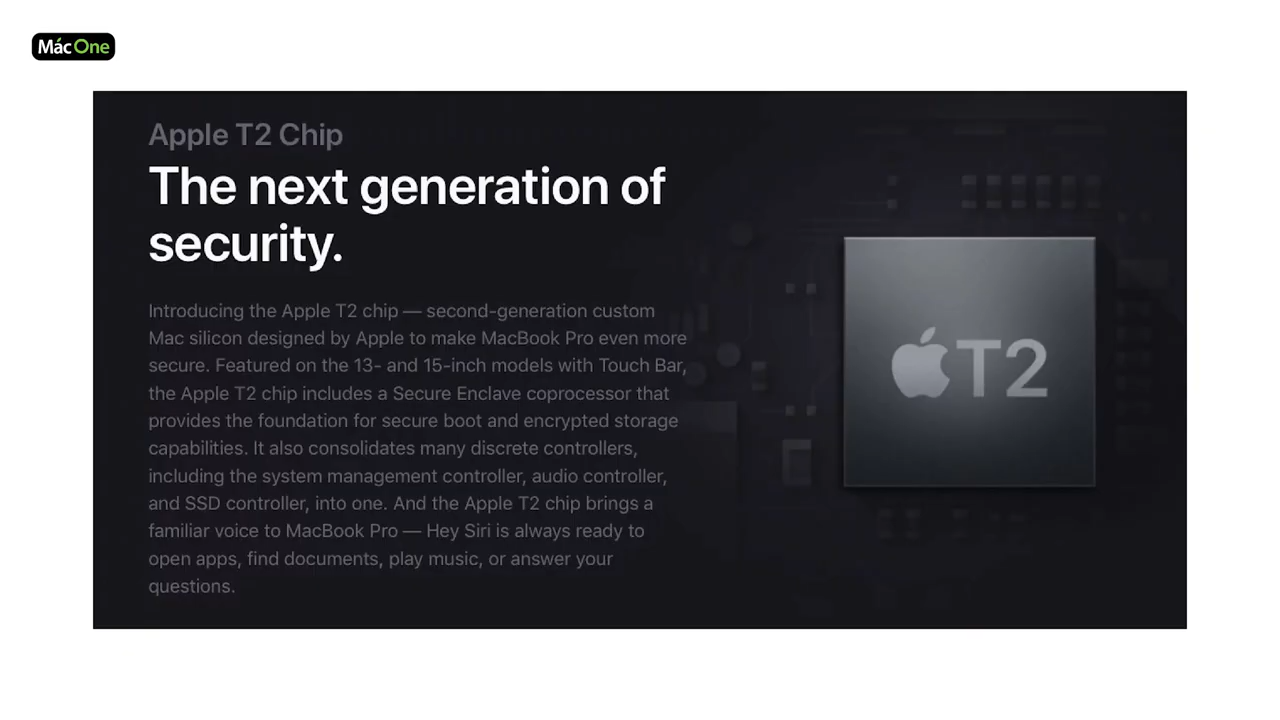 Mác One
Apple T2 Chip
The next generation of
security.
Introducing the Apple T2 chip — second-generation custom
Mac silicon designed by Apple to make MacBook Pro even more
secure. Featured on the 13- and 15-inch models with Touch Bar,
the Apple T2 chip includes a Secure Enclave coprocessor that
provides the foundation for secure boot and encrypted storage
capabilities. It also consolidates many discrete controllers,
including the system management controller, audio controller,
and SSD controller, into one. And the Apple T2 chip brings a
familiar voice to MacBook Pro — Hey Siri is always ready to
open apps, find documents, play music, or answer your
questions.
T2